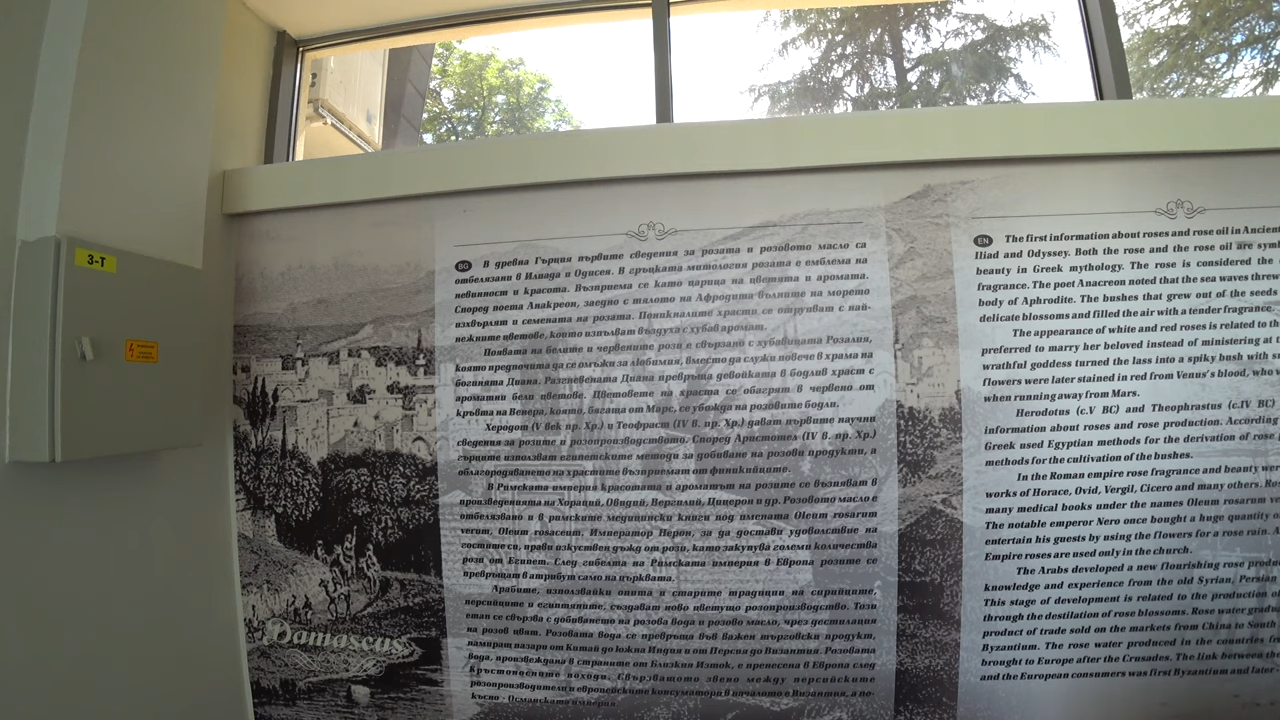 3-T
BG В древна Гърция първите сведения за розата и розовото масло са
отбелязани в Илиада и Одисея. В гръцката митология розата е емблема на
невинност и красота. Възприема се като царица на цветята и аромата.
Според поета Анакреон, заедно с тялото на Афродита вълните на морето
изхвърлят и семената на розата. Поникналите храсти се отрупват с най-
нежните цветове, които изпълват въздуха с хубав аромат.
Появата на белите и червените рози е свързано с хубавицата Розалия,
която предпочита да се омъжи за любимия, вместо да служи повече в храма на
богинята Диана. Разгневената Диана превръща девойката в бодлив храст с
ароматни бели цветове. Цветовете на храста се обагрят в червено от
кръвта на Венера, която, бягаща от Марс, се убожда на розовите бодли.
Херодот (V век пр. Хр.) и Теофраст (IV в. пр. Хр.) дават първите научни
сведения за розите и розопроизводството. Според Аристотел (IV в. пр. Хр.)
гърците използват египетските методи за добиване на розови продукти, а
облагородяването на храстите възприемат от финикийците.
В Римската империя красотата и ароматът на розите се възпяват в
произведенията на Хораций, Овидий, Вергилий, Цицерон и др. Розовото масло е
отбелязвано и в римските медицински книги под имената Oleum rosarum
verum, Oleum rosaceum. Император Нерон, за да достави удоволствие на
гостите си, прави изкуствен дъжд от рози, като закупува големи количества
рози от Египет. След гибелта на Римската империя в Европа розите се
превръщат в атрибут само на църквата.
Арабите, използвайки опита и старите традиции на сирийците,
персийците и египтяните, създават ново цветущо розопроизводство. Този
етап се свързва с добиването на розова вода и розово масло, чрез дестилация
на розов цвят. Розовата вода се превръща във важен търговски продукт,
намиращ пазари от Китай до южна Индия и от Персия до Византия. Розовата
вода, произвеждана в страните от Близкия Изток, е пренесена в Европа след
Кръстоносните походи. Свързващото звено между персийските
розопроизводители и европейските консуматори в началото е Византия, а по-
късно - Османската империя.
Damascus
EN The first information about roses and rose oil in Ancient
Iliad and Odyssey. Both the rose and the rose oil are
beauty in Greek mythology. The rose is considered the
fragrance. The poet Anacreon noted that the sea waves threw
body of Aphrodite. The bushes that grew out of the seeds
delicate blossoms and filled the air with a tender fragrance.
The appearance of white and red roses is related to
preferred to marry her beloved instead of ministering at
wrathful goddess turned the lass into a spiky bush with
flowers were later stained in red from Venus's blood, who
when running away from Mars.
Herodotus (c.V BC) and Theophrastus (c.IV BC)
information about roses and rose production. According
Greek used Egyptian methods for the derivation of rose
methods for the cultivation of the bushes.
In the Roman empire rose fragrance and beauty were
works of Horace, Ovid, Vergil, Cicero and many others.
many medical books under the names Oleum rosarum
The notable emperor Nero once bought a huge quantity
entertain his guests by using the flowers for a rose rain.
Empire roses are used only in the church.
The Arabs developed a new flourishing rose
knowledge and experience from the old Syrian, Persian
This stage of development is related to the production of
through the destilation of rose blossoms. Rose water
product of trade sold on the markets from China to South
Byzantium. The rose water produced in the countries
brought to Europe after the Crusades. The link between the
and the European consumers was first Byzantium and later